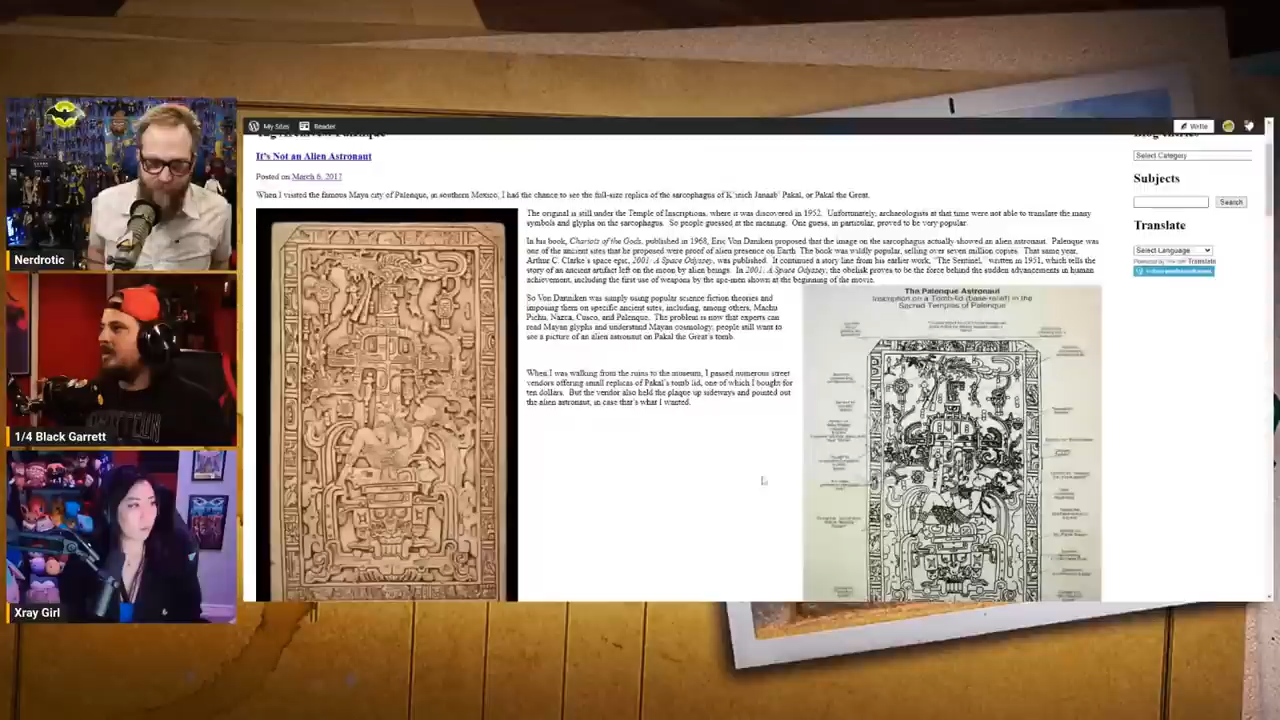 My Sites
Reader
Write
It's Not an Alien Astronaut
Posted on March 6, 2017
When I visited the famous Maya city of Palenque, in southern Mexico, I had the chance to see the full-size replica of the sarcophagus of K'inich Janaab' Pakal, or Pakal the Great.
The original is still under the Temple of Inscriptions, where it was discovered in 1952. Unfortunately, archaeologists at that time were not able to translate the many
symbols and glyphs on the sarcophagus. So people guessed at the meaning. One guess, in particular, proved to be very popular.
In his book, Chariots of the Gods, published in 1968, Eric Von Daniken proposed that the image on the sarcophagus actually showed an alien astronaut. Palenque was
one of the ancient sites that he proposed were proof of alien presence on Earth. The book was wildly popular, selling over seven million copies. That same year,
Arthur C. Clarke's space epic, 2001: A Space Odyssey, was published. It contained a story line from his earlier work, "The Sentinel," written in 1951, which tells the
story of an ancient artifact left on the moon by alien beings. In 2001: A Space Odyssey, the obelisk proves to be the force behind the sudden advancements in human
achievement, including the first use of weapons by the ape-men shown at the beginning of the movie.
So Von Danniken was simply using popular science fiction theories and
imposing them on specific ancient sites, including, among others, Machu
Pichu, Nazca, Cusco, and Palenque. The problem is now that experts can
read Mayan glyphs and understand Mayan cosmology, people still want to
see a picture of an alien astronaut on Pakal the Great's tomb.
When I was walking from the ruins to the museum, I passed numerous street
vendors offering small replicas of Pakal's tomb lid, one of which I bought for
ten dollars. But the vendor also held the plaque up sideways and pointed out
the alien astronaut, in case that's what I wanted.
The Palenque Astronaut
Inscription on a Tomb-lid (base-relief) in the
Sacred Temples of Palenque
Select Category
Subjects
Search
Translate
Select Language
Translate
Nerdrotic
1/4 Black Garrett
Xray Girl